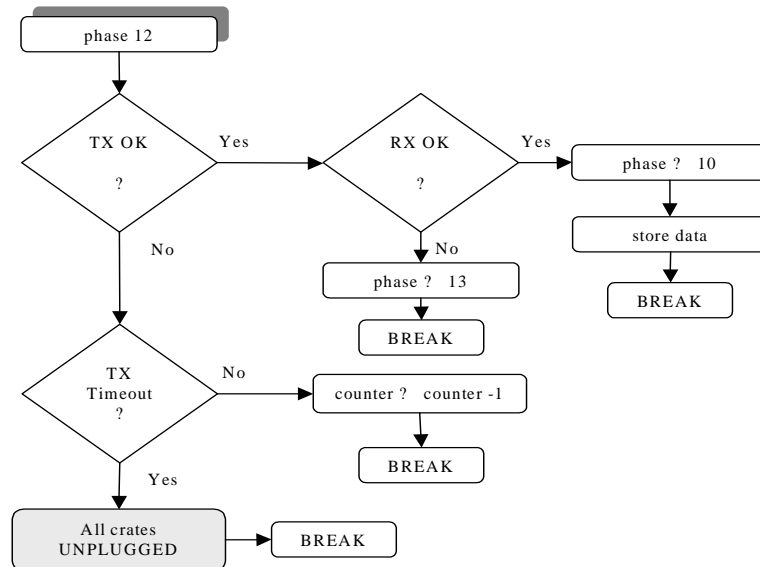 phase 12
TX OK
?
Yes
RX OK
?
Yes
phase ? 10
store data
BREAK
No
phase ? 13
BREAK
No
TX
Timeout
?
No
counter ? counter -1
BREAK
Yes
All crates
UNPLUGGED
BREAK